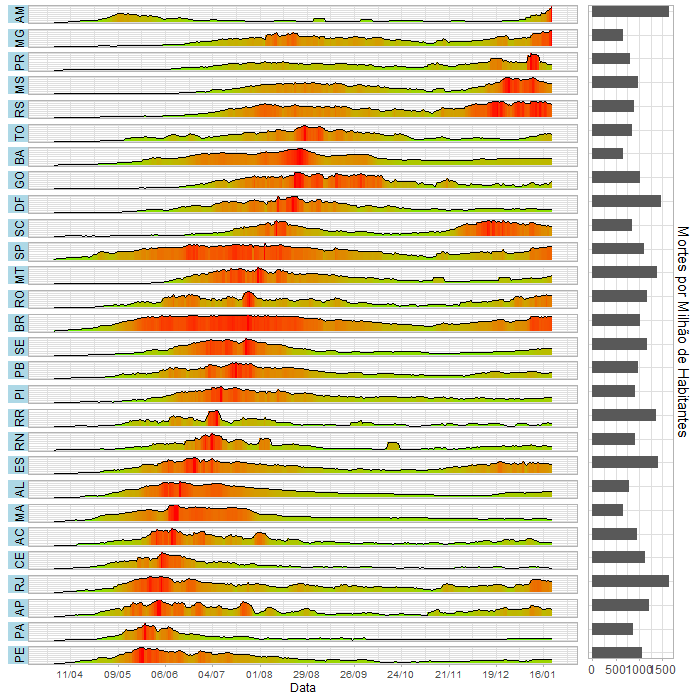 AM
MG
PR
MS
RS
TO
BA
GO
DF
SC
SP
MT
RO
BR
SE
PB
PI
RR
RN
ES
AL
MA
AC
CE
RJ
AP
PA
PE
11/04 09/05 06/06 04/07 01/08 29/08 26/09 24/10 21/11 19/12 16/01
Data
0 500 1000 1500
Mortes por Milhão de Habitantes